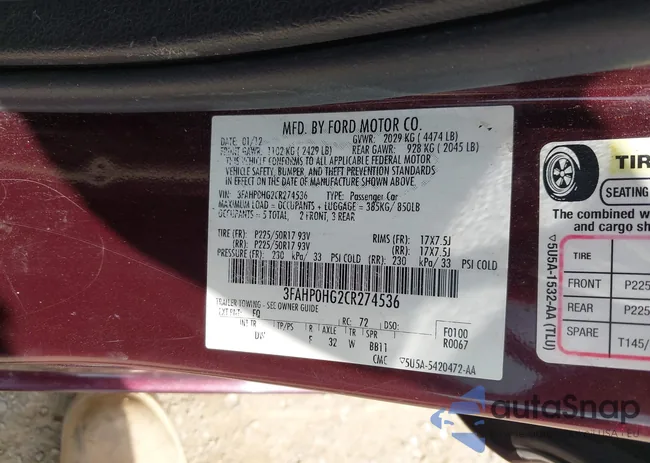 MFD. BY FORD MOTOR CO.
DATE: 01/12 GVWR: 2029 KG ( 4474 LB)
FRONT GAWR: 1102 KG ( 2429 LB) REAR GAWR: 928 KG ( 2045 LB)
THIS VEHICLE CONFORMS TO ALL APPLICABLE FEDERAL MOTOR
VEHICLE SAFETY, BUMPER, AND THEFT PREVENTION STANDARDS
IN EFFECT ON THE DATE OF MANUFACTURE SHOWN ABOVE.
VIN: 3FAHP0HG2CR274536 TYPE: Passenger Car
MAXIMUM LOAD = OCCUPANTS + LUGGAGE = 385KG/ 850LB
OCCUPANTS = 5 TOTAL, 2 FRONT, 3 REAR
TIRE (FR): P225/50R17 93V RIMS (FR): 17X7.5J
(RR): P225/50R17 93V (RR): 17X7.5J
PRESSURE (FR): 230 kPa/ 33 PSI COLD (RR): 230 kPa/ 33 PSI COLD
3FAHP0HG2CR274536
TRAILER TOWING - SEE OWNER GUIDE
EXT PNT: FQ RC: 72 DSO: F0100
INT TR TP/PS R AXLE TR SPR R0067
F 32 W BB11
CMC ▽5U5A-5420472-AA
▽5U5A-1532-AA (TLU)
TIR
SEATING
The combined w
and cargo sh
TIRE
FRONT P225
REAR P225
SPARE T145/
autoSnap